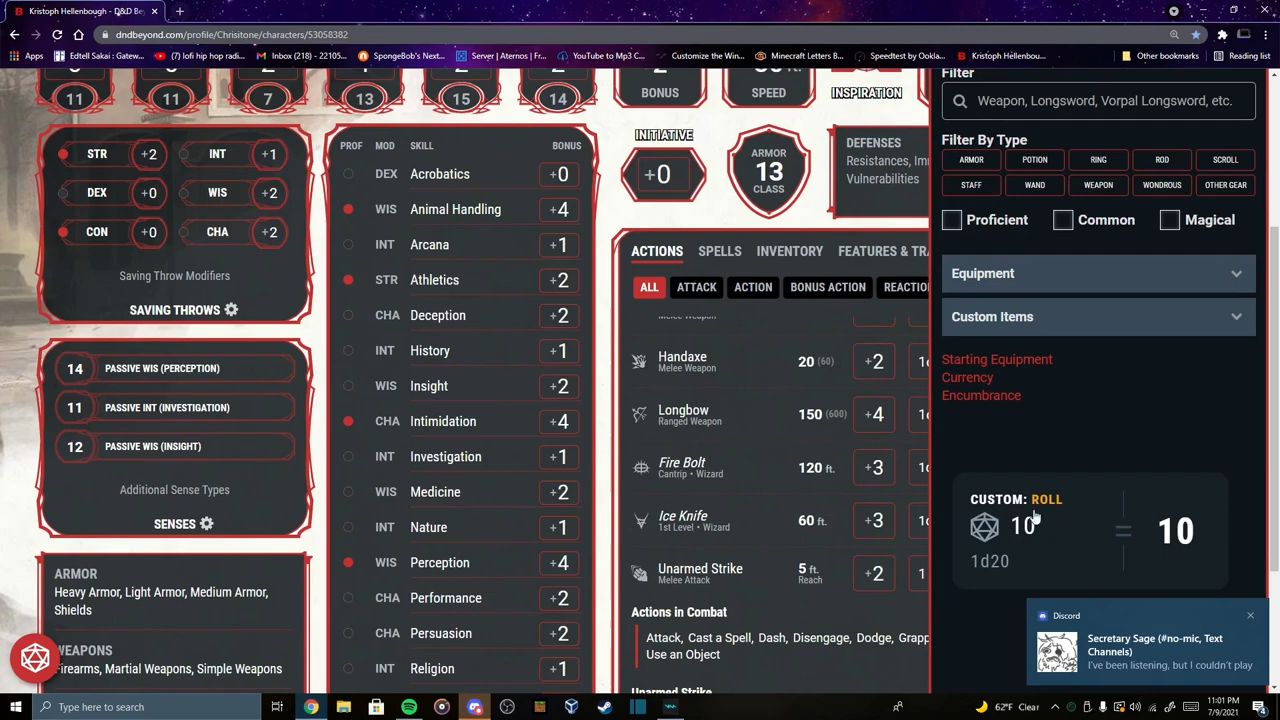 Kristoph Hellenbough - D&D Be
dndbeyond.com/profile/Chrisitone/characters/53058382
Apps
Edtell Sakai : Gatew...
(7) lofi hip hop radi...
Inbox (218) - 22105...
SpongeBob's Next...
Server | Aternos | Fr...
YouTube to Mp3 C...
Customize the Win...
Minecraft Letters B...
Speedtest by Ookla...
Kristoph Hellenbou...
Other bookmarks
Reading list
11
11
7
13
15
14
BONUS
SPEED
INSPIRATION
STR +2
INT +1
DEX +0
WIS +2
CON +0
CHA +2
Saving Throw Modifiers
SAVING THROWS
14 PASSIVE WIS (PERCEPTION)
11 PASSIVE INT (INVESTIGATION)
12 PASSIVE WIS (INSIGHT)
Additional Sense Types
SENSES
ARMOR
Heavy Armor, Light Armor, Medium Armor,
Shields
WEAPONS
Firearms, Martial Weapons, Simple Weapons
PROF MOD SKILL BONUS
DEX Acrobatics +0
WIS Animal Handling +4
INT Arcana +1
STR Athletics +2
CHA Deception +2
INT History +1
WIS Insight +2
CHA Intimidation +4
INT Investigation +1
WIS Medicine +2
INT Nature +1
WIS Perception +4
CHA Performance +2
CHA Persuasion +2
INT Religion +1
INITIATIVE
+0
ARMOR
13
CLASS
DEFENSES
Resistances, Im
Vulnerabilities
ACTIONS SPELLS INVENTORY FEATURES & TRA
ALL ATTACK ACTION BONUS ACTION REACTIO
Melee Weapon
Handaxe 20 (60) +2 1d
Melee Weapon
Longbow 150 (600) +4 1d
Ranged Weapon
Fire Bolt 120 ft. +3
Cantrip • Wizard
Ice Knife 60 ft. +3 1d
1st Level • Wizard
Unarmed Strike 5 ft. +2 1
Melee Attack Reach
Actions in Combat
Attack, Cast a Spell, Dash, Disengage, Dodge, Grapp
Use an Object
Unarmed Strike
Filter
Weapon, Longsword, Vorpal Longsword, etc.
Filter By Type
ARMOR POTION RING ROD SCROLL
STAFF WAND WEAPON WONDROUS OTHER GEAR
Proficient Common Magical
Equipment
Custom Items
Starting Equipment
Currency
Encumbrance
CUSTOM: ROLL
10 = 10
1d20
Discord
Secretary Sage (#no-mic, Text
Channels)
I've been listening, but I couldn't play
Type here to search
62°F Clear
11:01 PM
7/9/2021
4